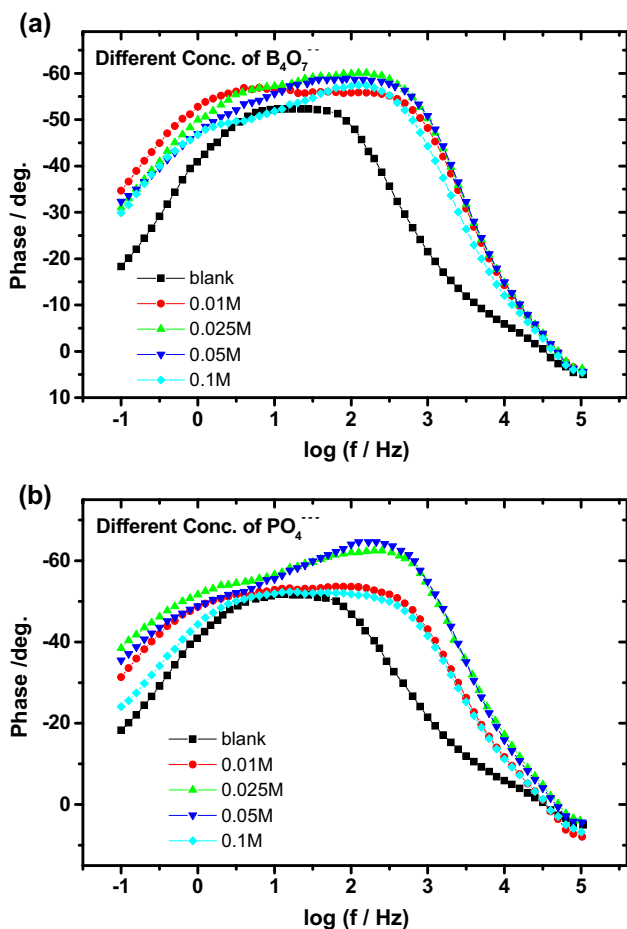 (a)
Different Conc. of B4O7--
-60
-50
-40
-30
-20
-10
0
10
Phase / deg.
blank
0.01M
0.025M
0.05M
0.1M
-1 0 1 2 3 4 5
log (f / Hz)
(b)
Different Conc. of PO4---
-60
-40
-20
0
Phase /deg.
blank
0.01M
0.025M
0.05M
0.1M
-1 0 1 2 3 4 5
log (f / Hz)